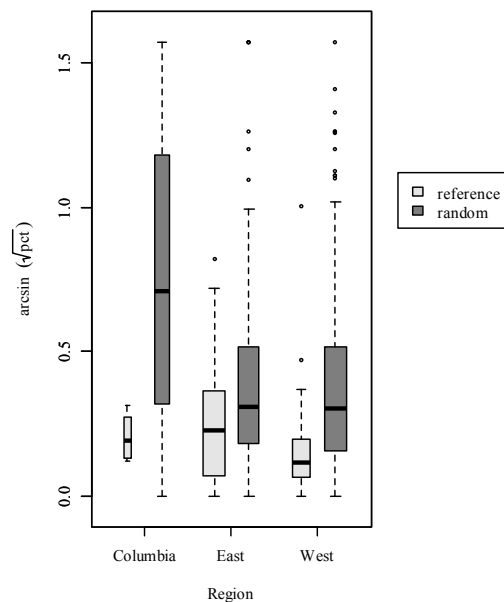 1.5
1.0
0.5
0.0
arcsin (√pct)
reference
random
Columbia
East
West
Region